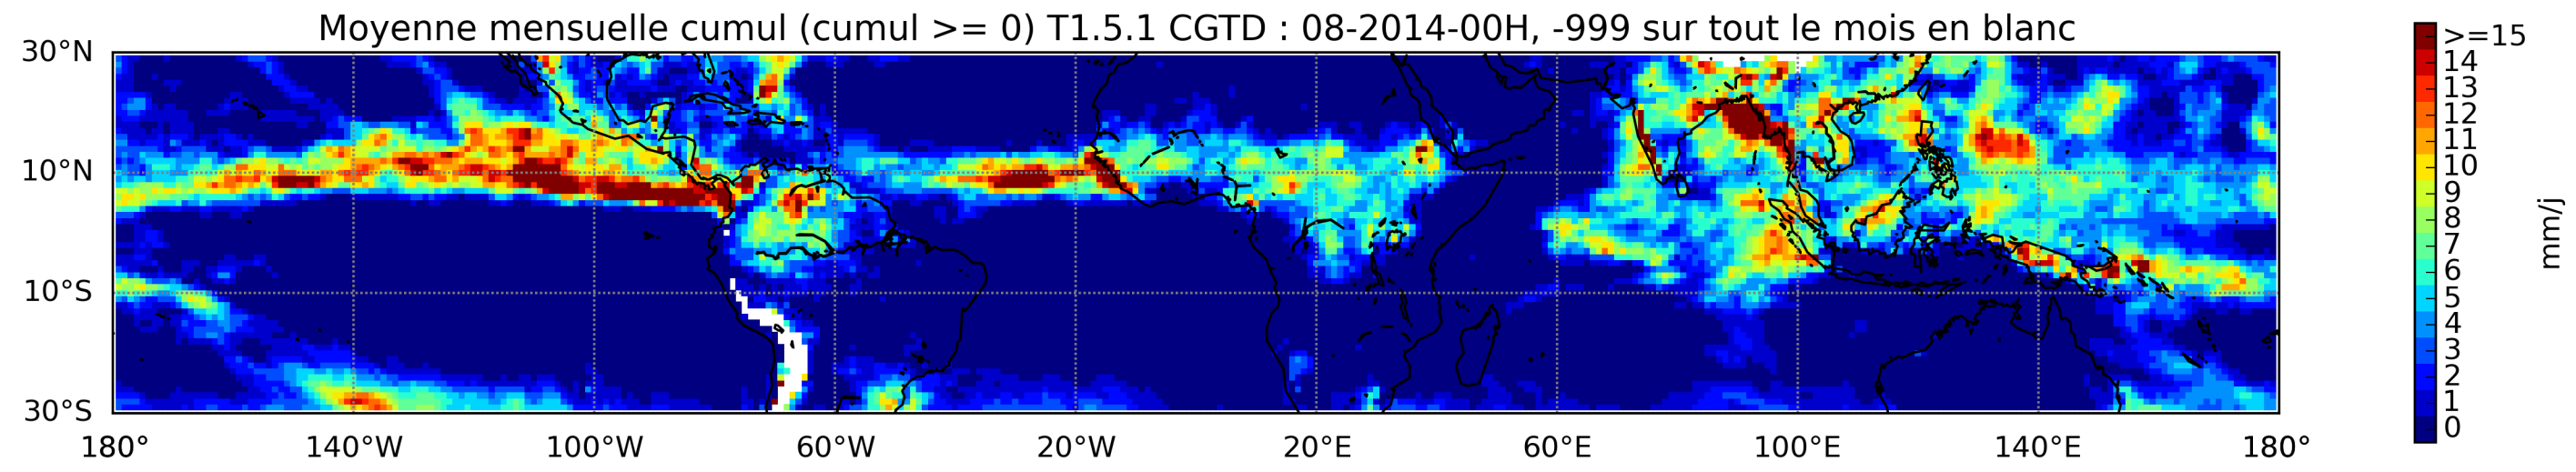 Moyenne mensuelle cumul (cumul >= 0) T1.5.1 CGTD : 08-2014-00H, -999 sur tout le mois en blanc
30°N
10°N
10°S
30°S
180° 140°W 100°W 60°W 20°W 20°E 60°E 100°E 140°E 180°
>=15
14
13
12
11
10
9
8
7
6
5
4
3
2
1
0
mm/j